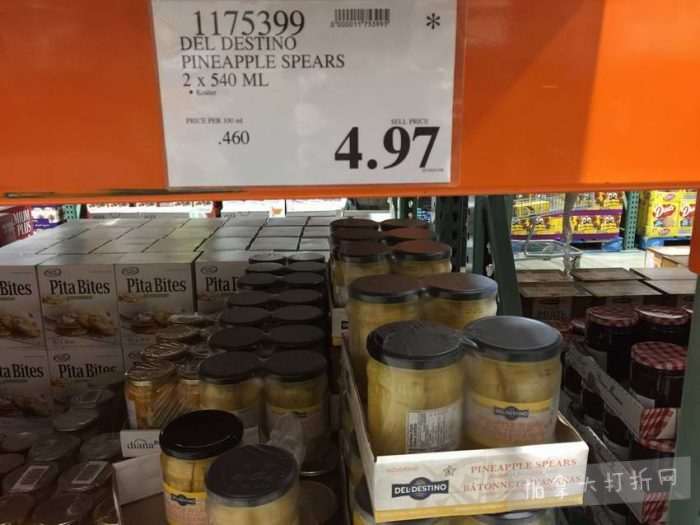 1175399
*
DEL DESTINO
PINEAPPLE SPEARS
2 x 540 ML
• Kosher
PRICE PER 100 ml
.460
SELL PRICE
4.97
Pita Bites
Pita Bites
Pita Bites
Pita Bites
Pita Bites
diana
DEL DESTINO
DEL DESTINO
PINEAPPLE SPEARS
BÂTONNETS D'ANANAS
加拿大打折网